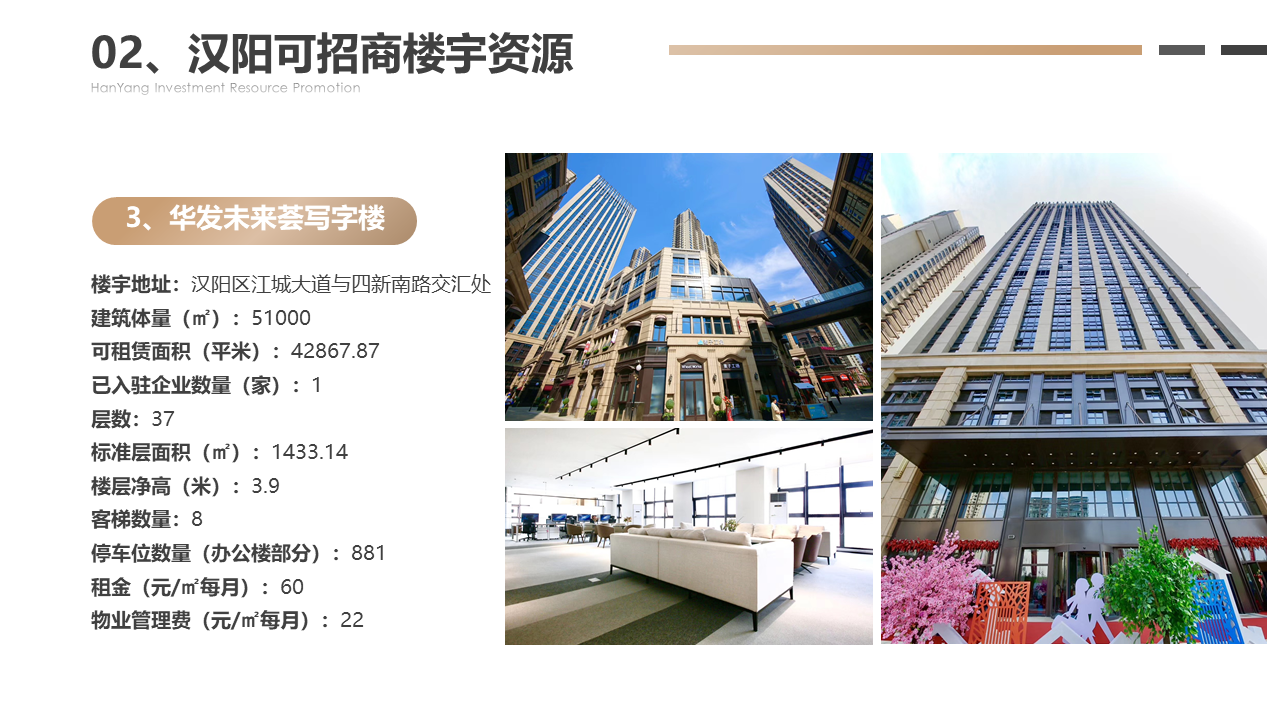 02、汉阳可招商楼宇资源
HanYang Investment Resource Promotion
3、华发未来荟写字楼
楼宇地址：汉阳区江城大道与四新南路交汇处
建筑体量（㎡）：51000
可租赁面积（平米）：42867.87
已入驻企业数量（家）：1
层数：37
标准层面积（㎡）：1433.14
楼层净高（米）：3.9
客梯数量：8
停车位数量（办公楼部分）：881
租金（元/㎡每月）：60
物业管理费（元/㎡每月）：22